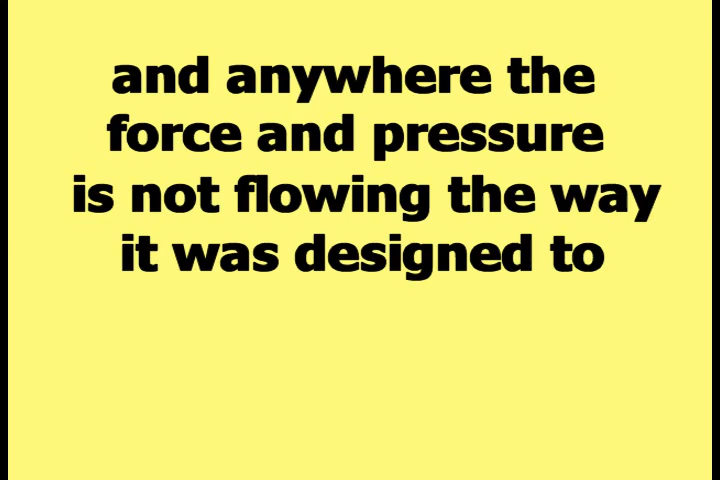 and anywhere the
force and pressure
is not flowing the way
it was designed to